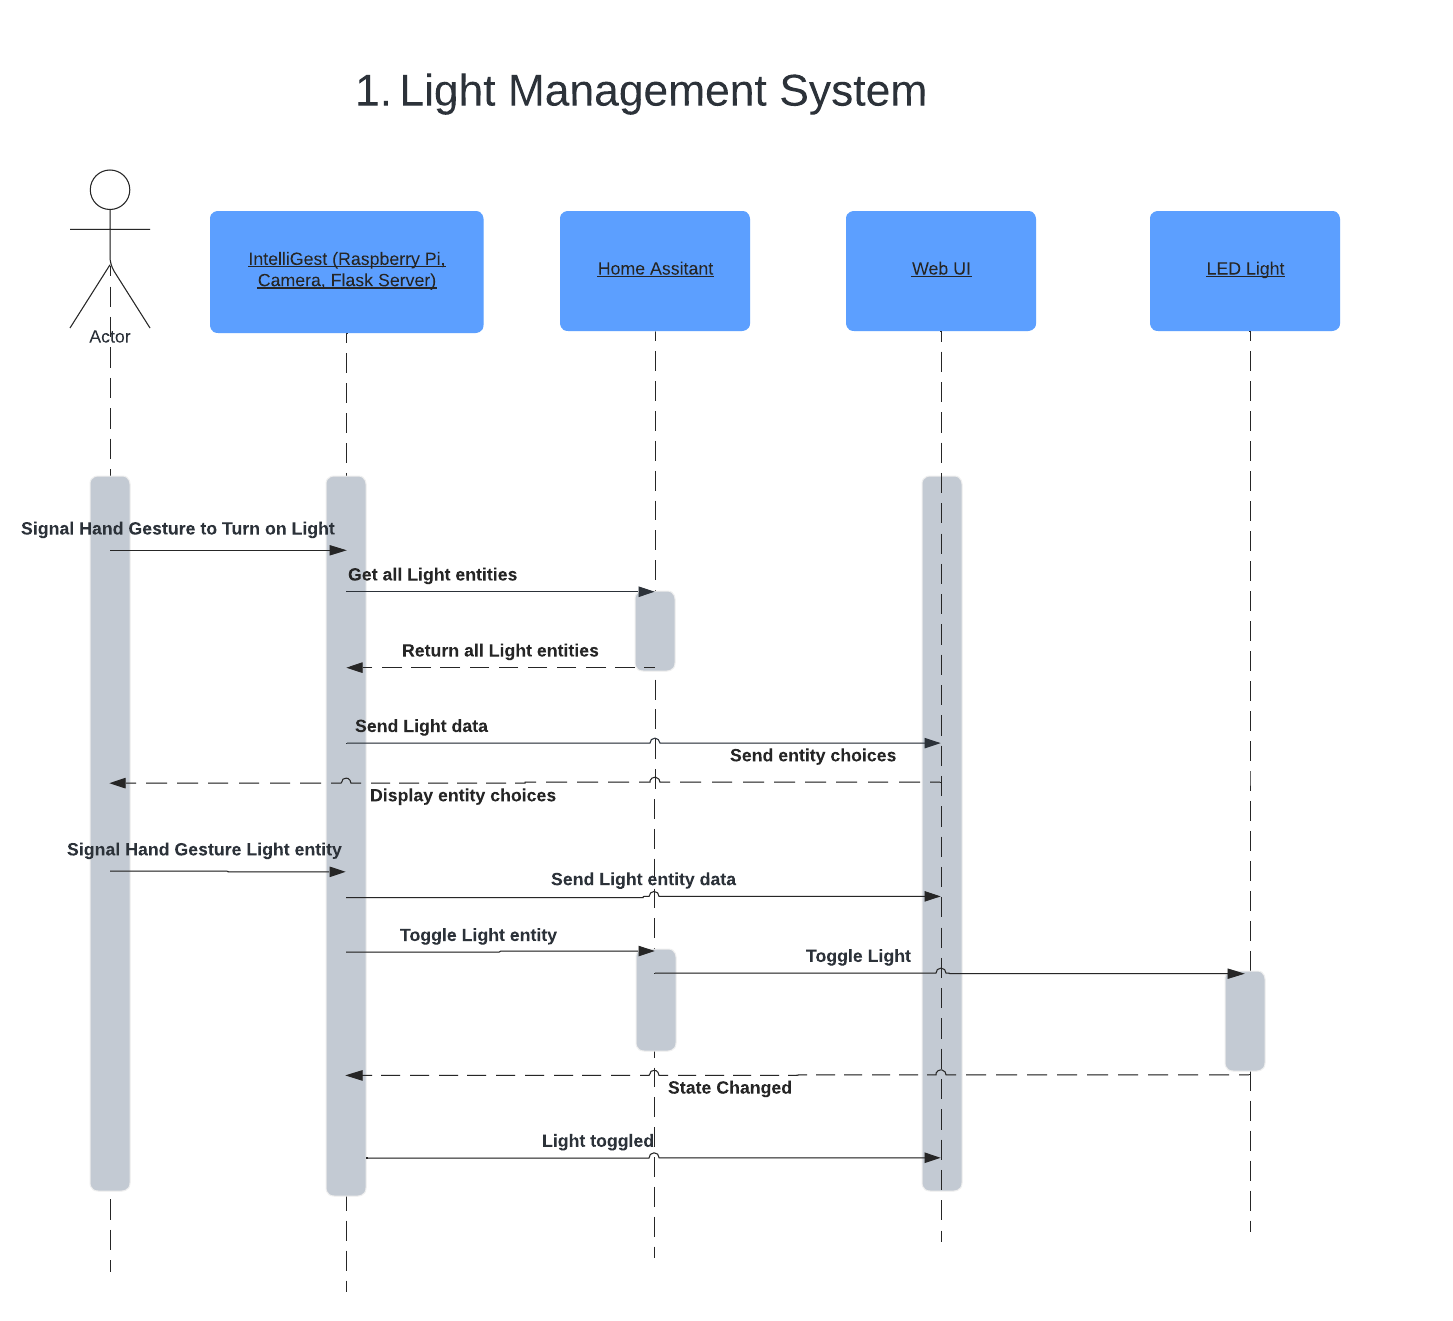 1. Light Management System
Actor
IntelliGest (Raspberry Pi,
Camera, Flask Server)
Home Assitant
Web UI
LED Light
Signal Hand Gesture to Turn on Light
Get all Light entities
Return all Light entities
Send Light data
Send entity choices
Display entity choices
Signal Hand Gesture Light entity
Send Light entity data
Toggle Light entity
Toggle Light
State Changed
Light toggled